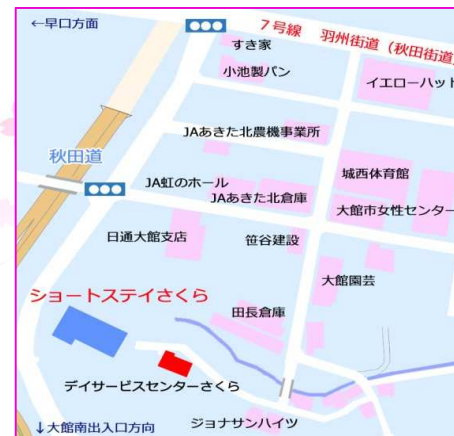 ←早口方面
7号線 羽州街道（秋田街道
すき家
小池製パン
イエローハット
JAあきた北農機事業所
秋田道
城西体育館
JA虹のホール
JAあきた北倉庫
大館市女性センター
日通大館支店
笹谷建設
大館園芸
ショートステイさくら
田長倉庫
デイサービスセンターさくら
ジョナサンハイツ
↓大館南出入口方向